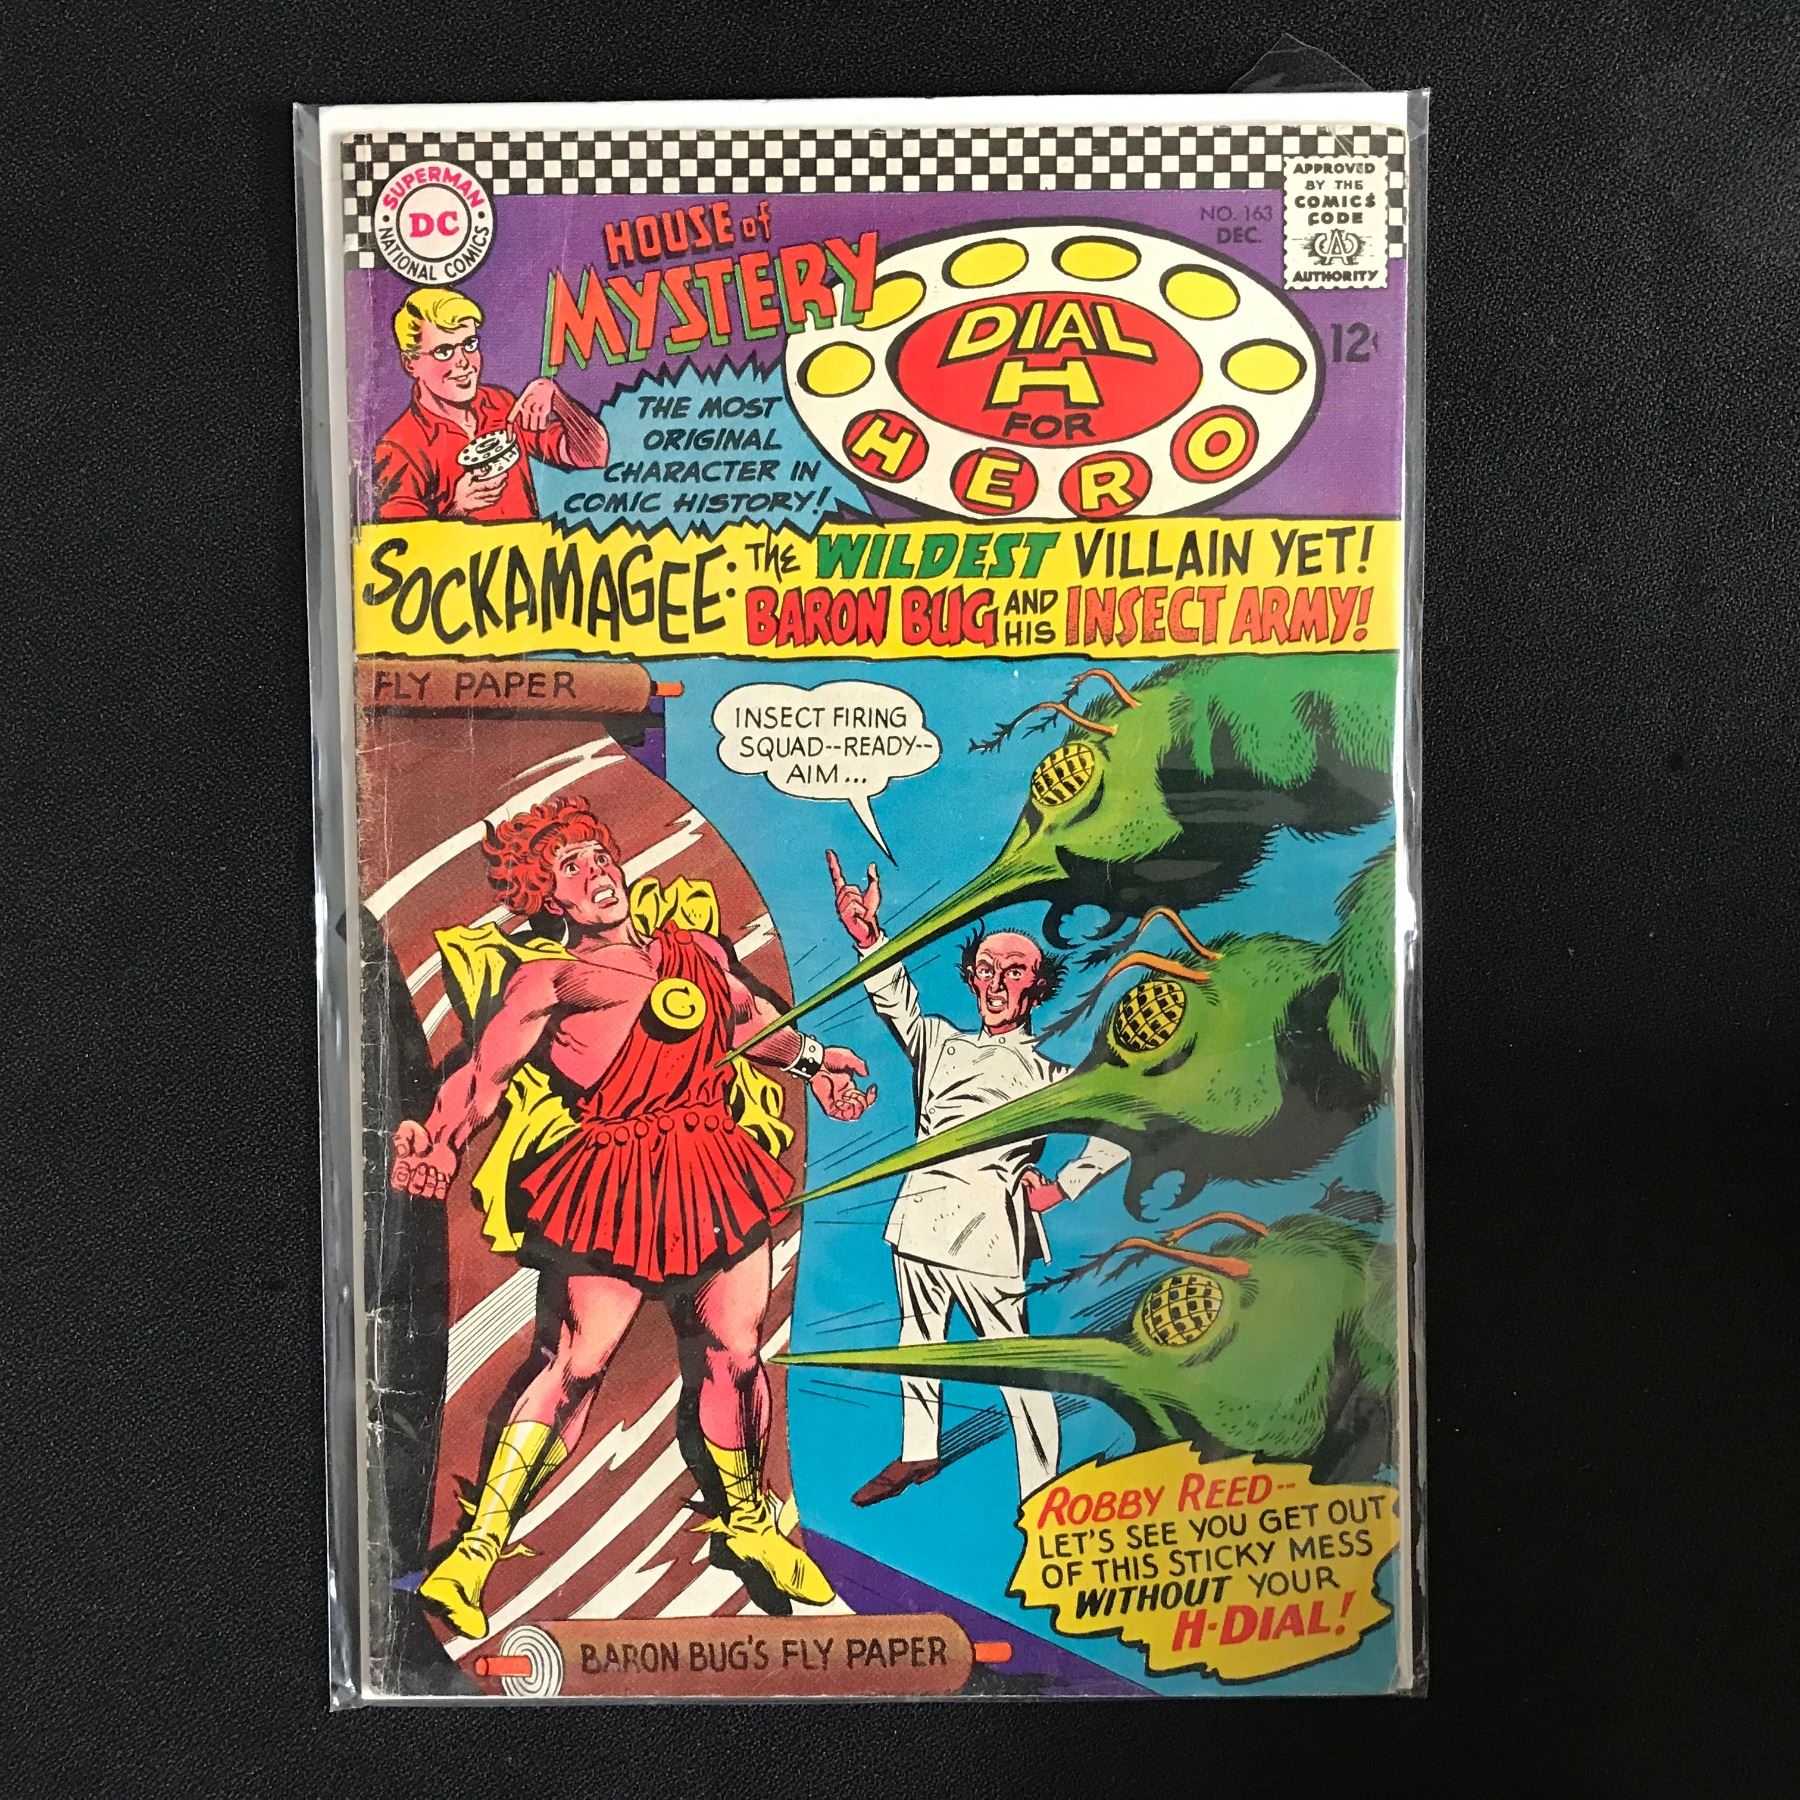 SUPERMAN
DC
NATIONAL COMICS
HOUSE of
MYSTERY
DIAL
H
FOR
HERO
NO. 163
DEC.
APPROVED
BY THE
COMICS
CODE
AUTHORITY
12¢
THE MOST
ORIGINAL
CHARACTER IN
COMIC HISTORY!
SOCKAMAGEE: THE WILDEST VILLAIN YET!
BARON BUG AND HIS INSECT ARMY!
FLY PAPER
INSECT FIRING
SQUAD--READY--
AIM...
C
ROBBY REED--
LET'S SEE YOU GET OUT
OF THIS STICKY MESS
WITHOUT YOUR
H-DIAL!
BARON BUG'S FLY PAPER